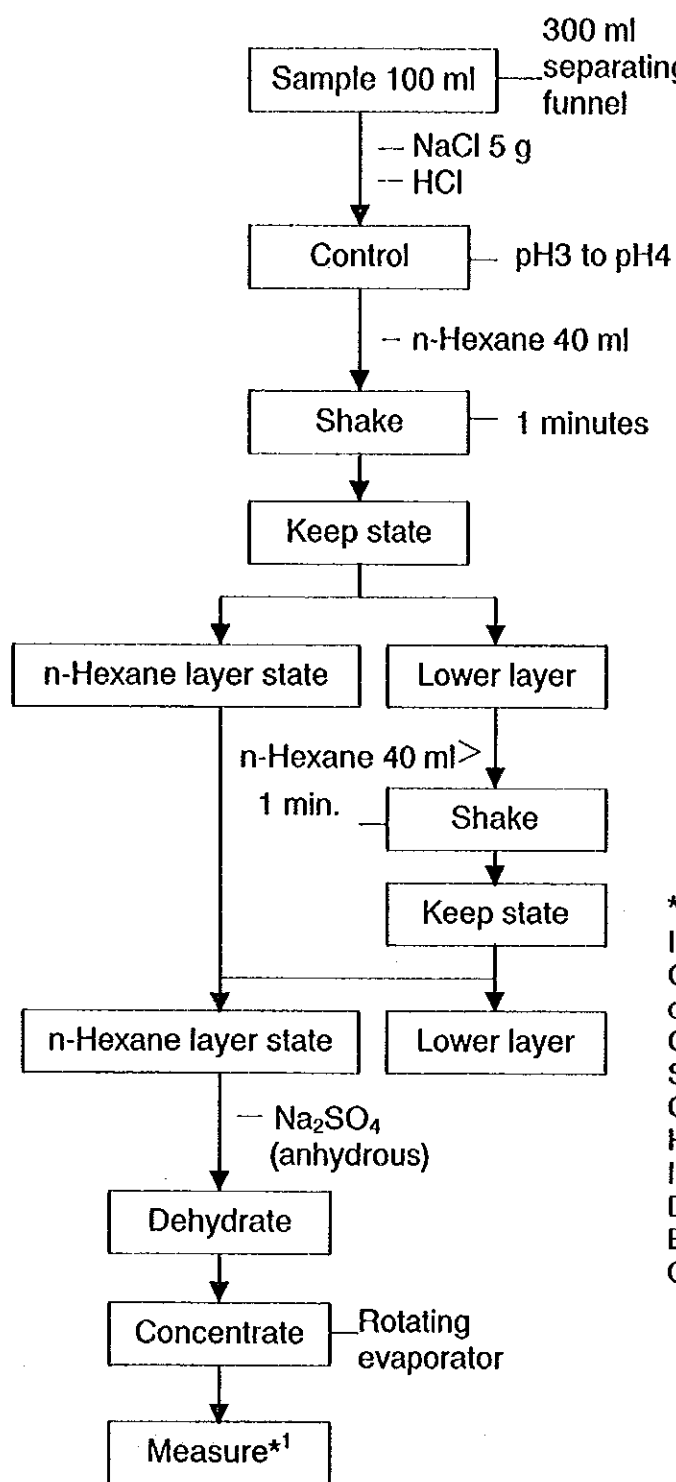 300 ml
separating
funnel
Sample 100 ml
NaCl 5 g
HCl
Control
pH3 to pH4
n-Hexane 40 ml
Shake
1 minutes
Keep state
n-Hexane layer state
Lower layer
n-Hexane 40 ml
1 min.
Shake
Keep state
n-Hexane layer state
Lower layer
Na₂SO₄
(anhydrous)
Dehydrate
Concentrate
Rotating
evaporator
Measure*¹